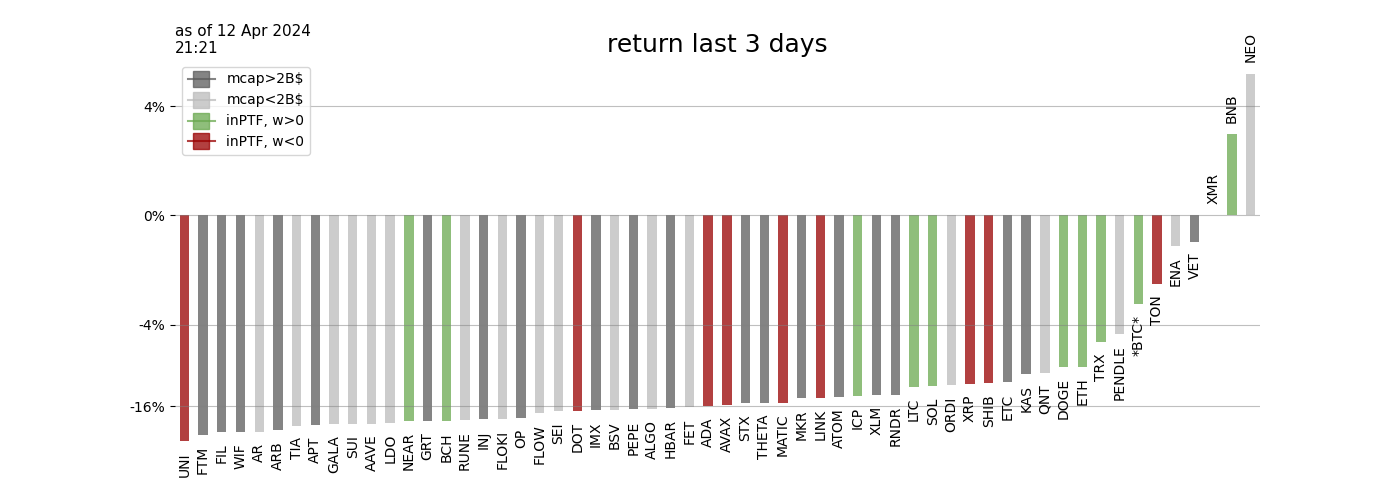 as of 12 Apr 2024
21:21
return last 3 days
mcap>2B$
mcap<2B$
inPTF, w>0
inPTF, w<0
4%
0%
-4%
-16%
UNI
FTM
FIL
WIF
AR
ARB
TIA
APT
GALA
SUI
AAVE
LDO
NEAR
GRT
BCH
RUNE
INJ
FLOKI
OP
FLOW
SEI
DOT
IMX
BSV
PEPE
ALGO
HBAR
FET
ADA
AVAX
STX
THETA
MATIC
MKR
LINK
ATOM
ICP
XLM
RNDR
LTC
SOL
ORDI
XRP
SHIB
ETC
KAS
QNT
DOGE
ETH
TRX
PENDLE
*BTC*
TON
ENA
VET
XMR
BNB
NEO